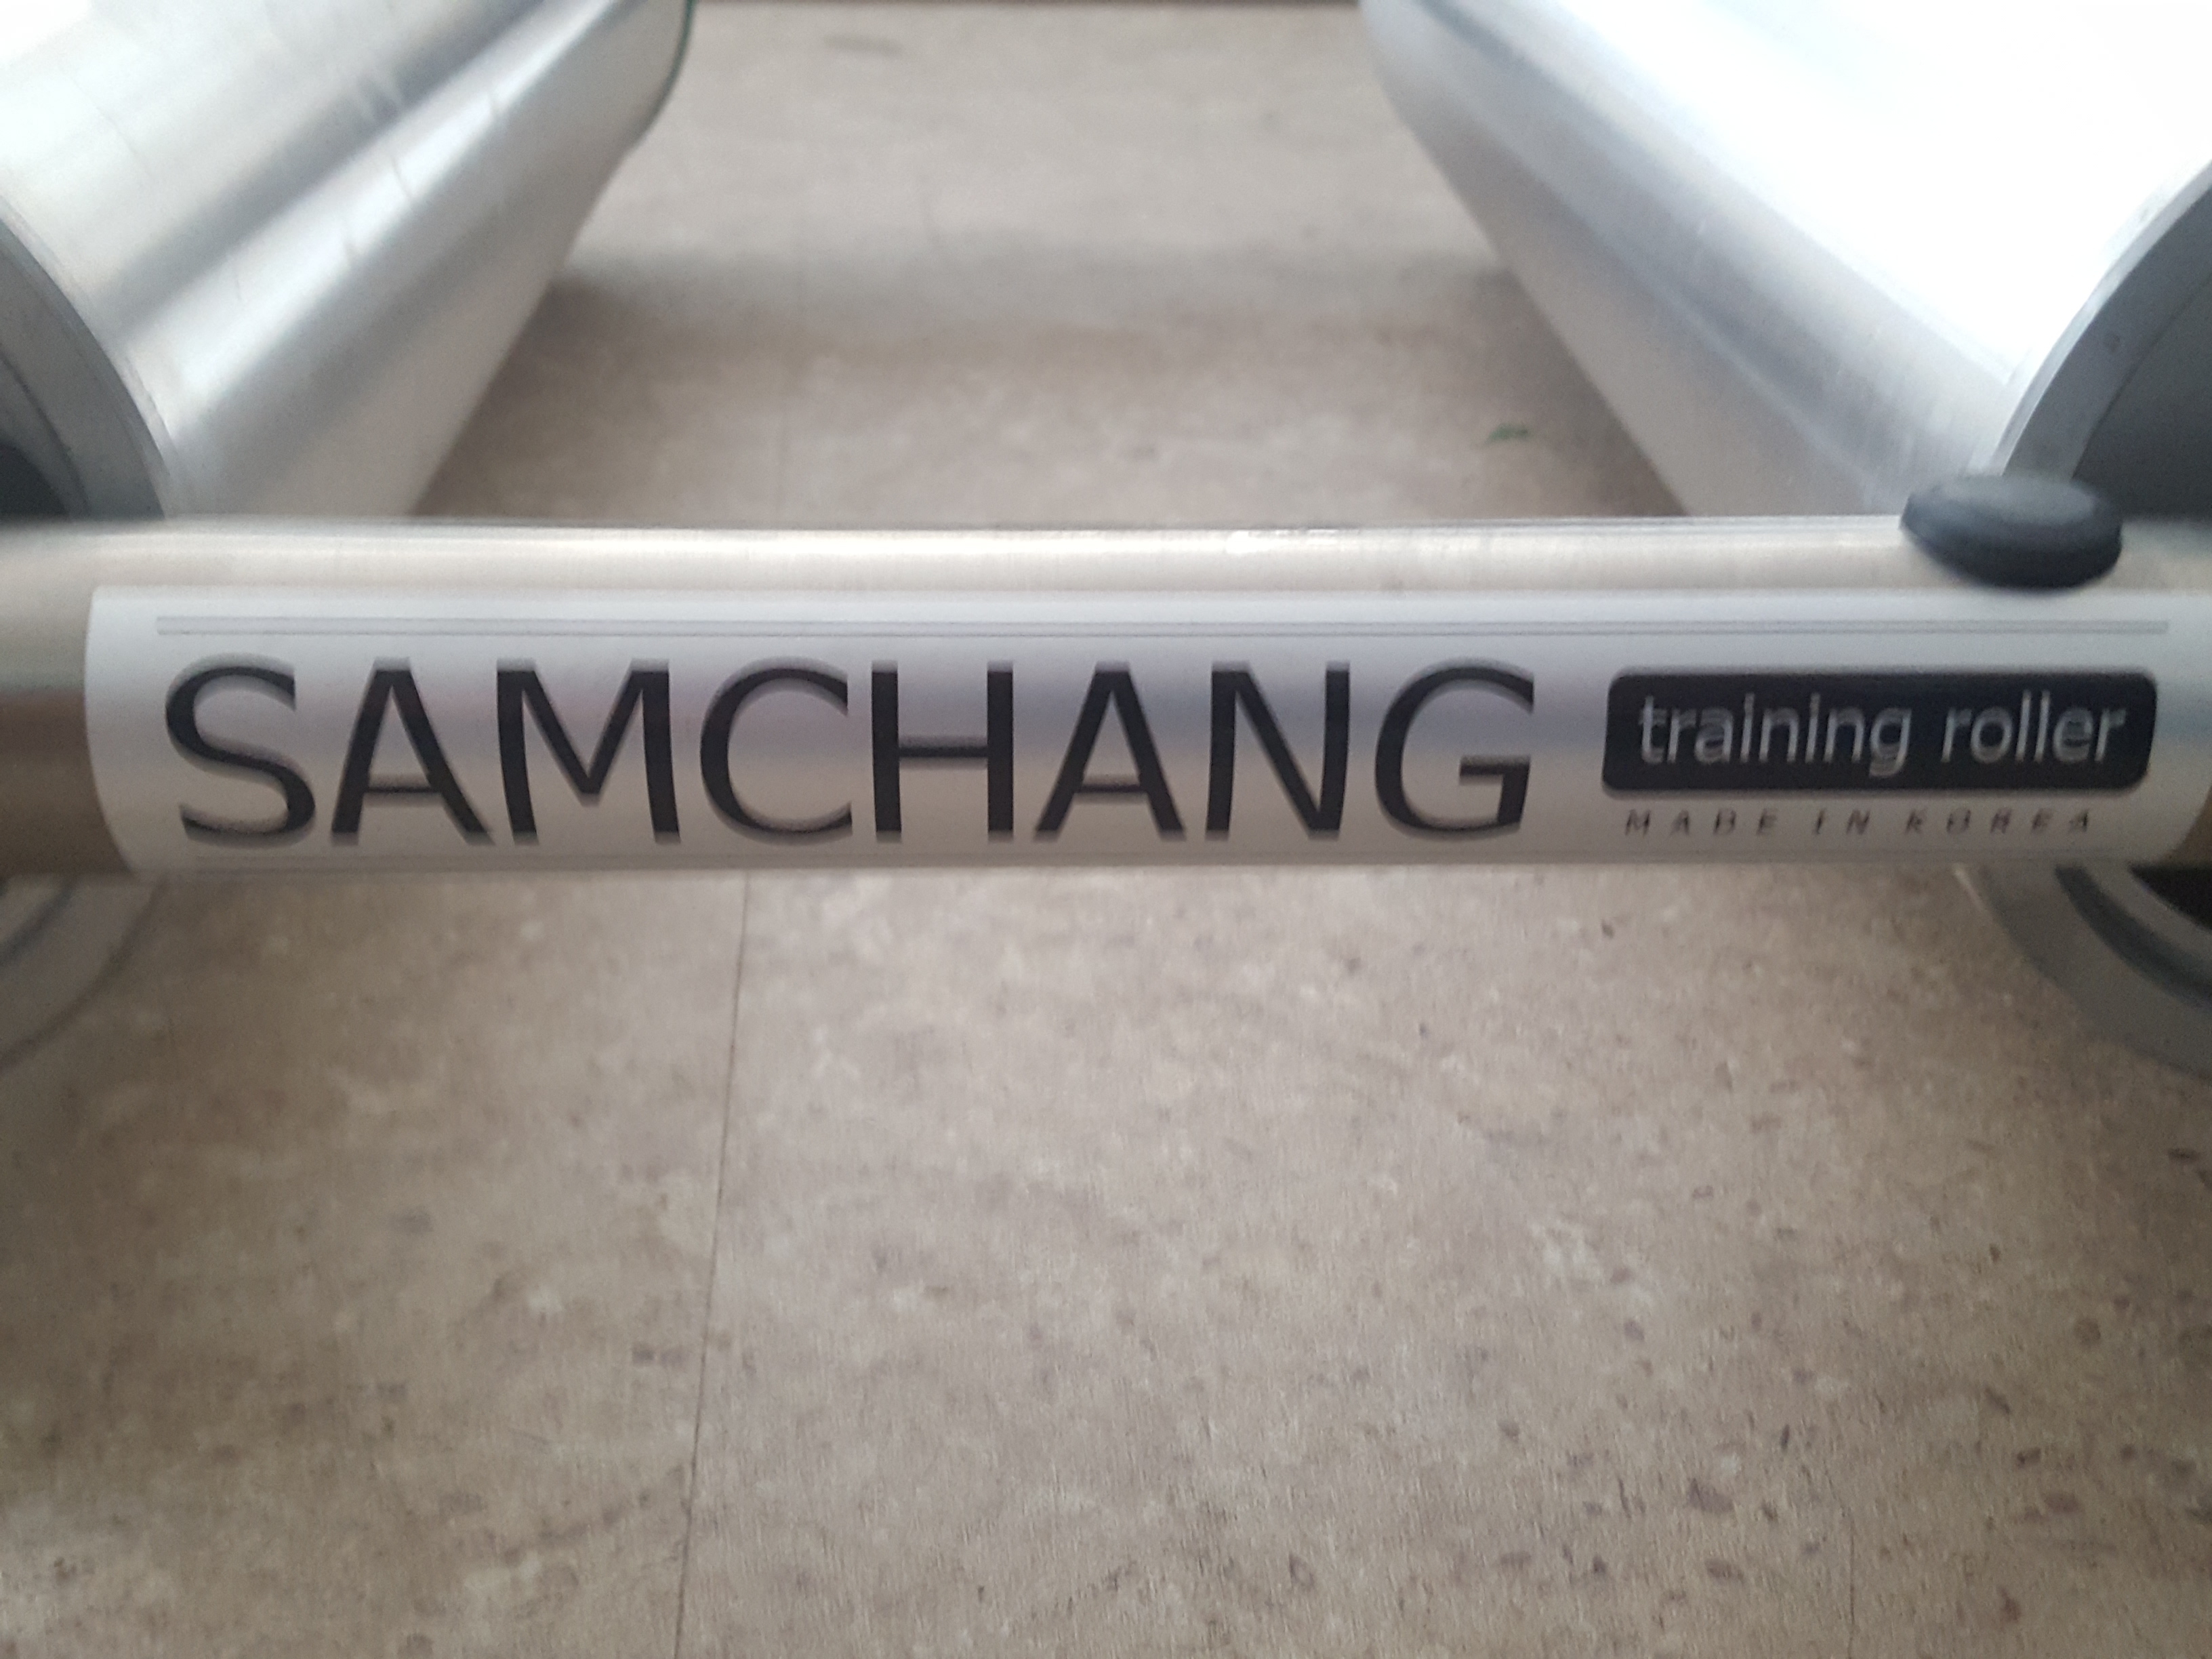 SAMCHANG
training roller
MADE IN KOREA